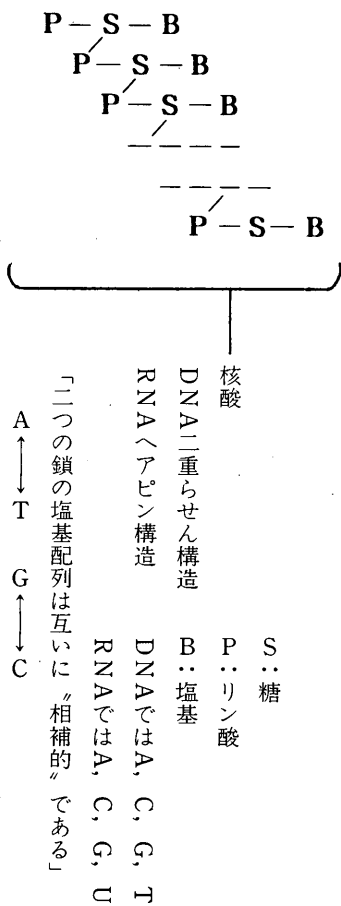 P－S－B
P－S－B
P－S－B
P－S－B
S：糖
P：リン酸
B：塩基
DNAではA, C, G, T
RNAではA, C, G, U
核酸
DNA二重らせん構造
RNAヘアピン構造
「二つの鎖の塩基配列は互いに〝相補的〟である」
A⟷T G⟷C